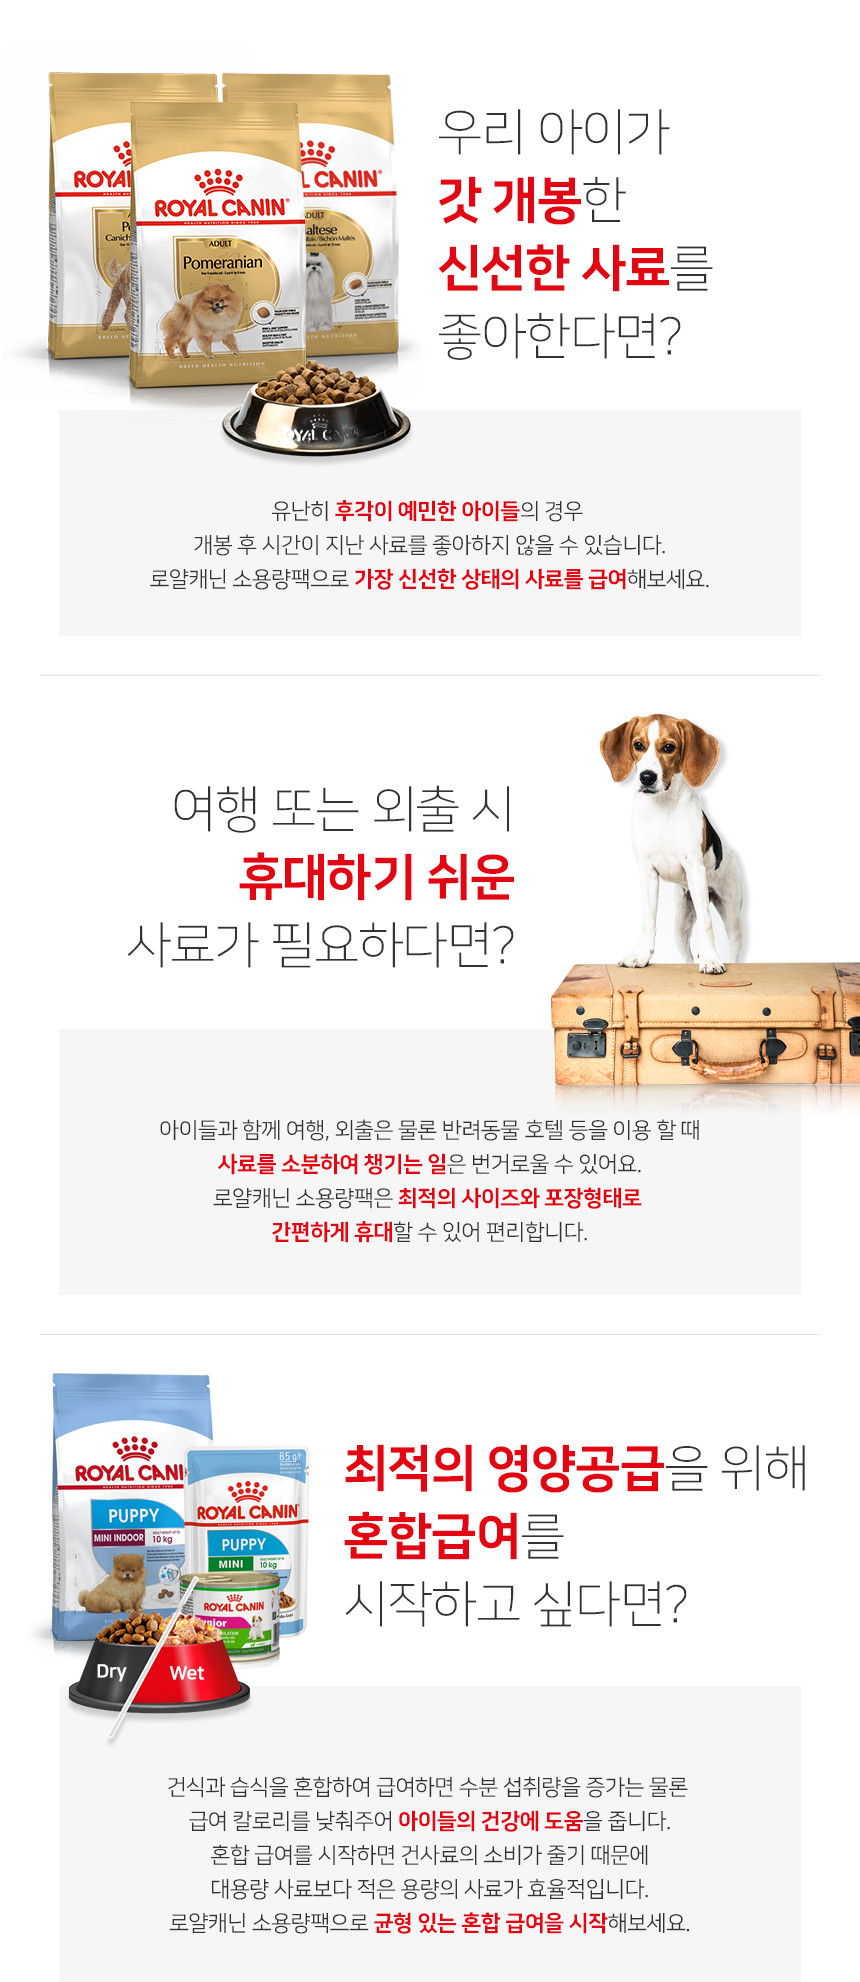 ROYAL CANIN
ADULT
Pomeranian
BREED HEALTH NUTRITION
우리 아이가
갓 개봉한
신선한 사료를
좋아한다면?
유난히 후각이 예민한 아이들의 경우
개봉 후 시간이 지난 사료를 좋아하지 않을 수 있습니다.
로얄캐닌 소용량팩으로 가장 신선한 상태의 사료를 급여해보세요.
여행 또는 외출 시
휴대하기 쉬운
사료가 필요하다면?
아이들과 함께 여행, 외출은 물론 반려동물 호텔 등을 이용 할 때
사료를 소분하여 챙기는 일은 번거로울 수 있어요.
로얄캐닌 소용량팩은 최적의 사이즈와 포장형태로
간편하게 휴대할 수 있어 편리합니다.
ROYAL CANI
PUPPY
MINI INDOOR
10 kg
85 g/
ROYAL CANIN
PUPPY
MINI
10 kg
ROYAL CANIN
Dry
Wet
최적의 영양공급을 위해
혼합급여를
시작하고 싶다면?
건식과 습식을 혼합하여 급여하면 수분 섭취량을 증가는 물론
급여 칼로리를 낮춰주어 아이들의 건강에 도움을 줍니다.
혼합 급여를 시작하면 건사료의 소비가 줄기 때문에
대용량 사료보다 적은 용량의 사료가 효율적입니다.
로얄캐닌 소용량팩으로 균형 있는 혼합 급여을 시작해보세요.